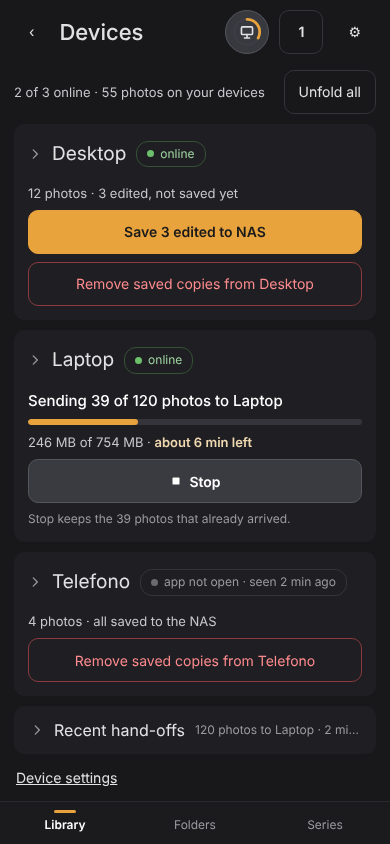 ‹ Devices 1
2 of 3 online · 55 photos on your devices
Unfold all
Desktop
online
12 photos · 3 edited, not saved yet
Save 3 edited to NAS
Remove saved copies from Desktop
Laptop
online
Sending 39 of 120 photos to Laptop
246 MB of 754 MB · about 6 min left
Stop
Stop keeps the 39 photos that already arrived.
Telefono
app not open · seen 2 min ago
4 photos · all saved to the NAS
Remove saved copies from Telefono
Recent hand-offs
120 photos to Laptop · 2 mi...
Device settings
Library
Folders
Series